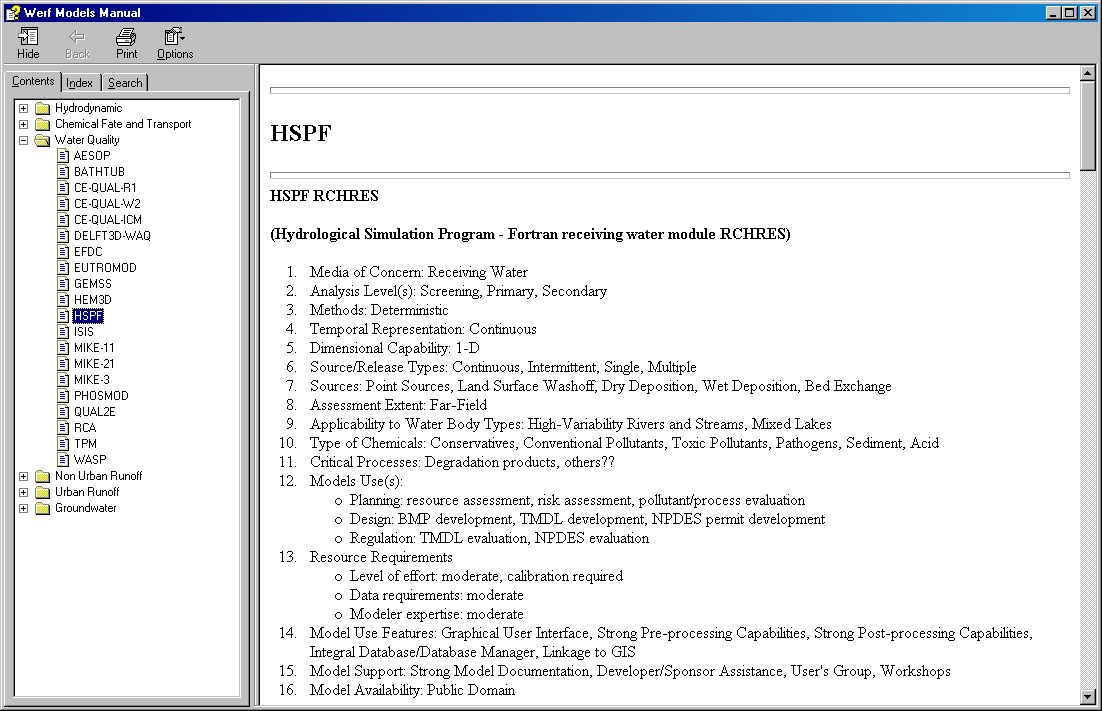 Werf Models Manual
Hide Back Print Options
Contents Index Search
Hydrodynamic
Chemical Fate and Transport
Water Quality
AESOP
BATHTUB
CE-QUAL-R1
CE-QUAL-W2
CE-QUAL-ICM
DELFT3D-WAQ
EFDC
EUTROMOD
GEMSS
HEM3D
HSPF
ISIS
MIKE-11
MIKE-21
MIKE-3
PHOSMOD
QUAL2E
RCA
TPM
WASP
Non Urban Runoff
Urban Runoff
Groundwater
HSPF
HSPF RCHRES
(Hydrological Simulation Program - Fortran receiving water module RCHRES)
1. Media of Concern: Receiving Water
2. Analysis Level(s): Screening, Primary, Secondary
3. Methods: Deterministic
4. Temporal Representation: Continuous
5. Dimensional Capability: 1-D
6. Source/Release Types: Continuous, Intermittent, Single, Multiple
7. Sources: Point Sources, Land Surface Washoff, Dry Deposition, Wet Deposition, Bed Exchange
8. Assessment Extent: Far-Field
9. Applicability to Water Body Types: High-Variability Rivers and Streams, Mixed Lakes
10. Type of Chemicals: Conservatives, Conventional Pollutants, Toxic Pollutants, Pathogens, Sediment, Acid
11. Critical Processes: Degradation products, others??
12. Models Use(s):
o Planning: resource assessment, risk assessment, pollutant/process evaluation
o Design: BMP development, TMDL development, NPDES permit development
o Regulation: TMDL evaluation, NPDES evaluation
13. Resource Requirements
o Level of effort: moderate, calibration required
o Data requirements: moderate
o Modeler expertise: moderate
14. Model Use Features: Graphical User Interface, Strong Pre-processing Capabilities, Strong Post-processing Capabilities,
Integral Database/Database Manager, Linkage to GIS
15. Model Support: Strong Model Documentation, Developer/Sponsor Assistance, User's Group, Workshops
16. Model Availability: Public Domain